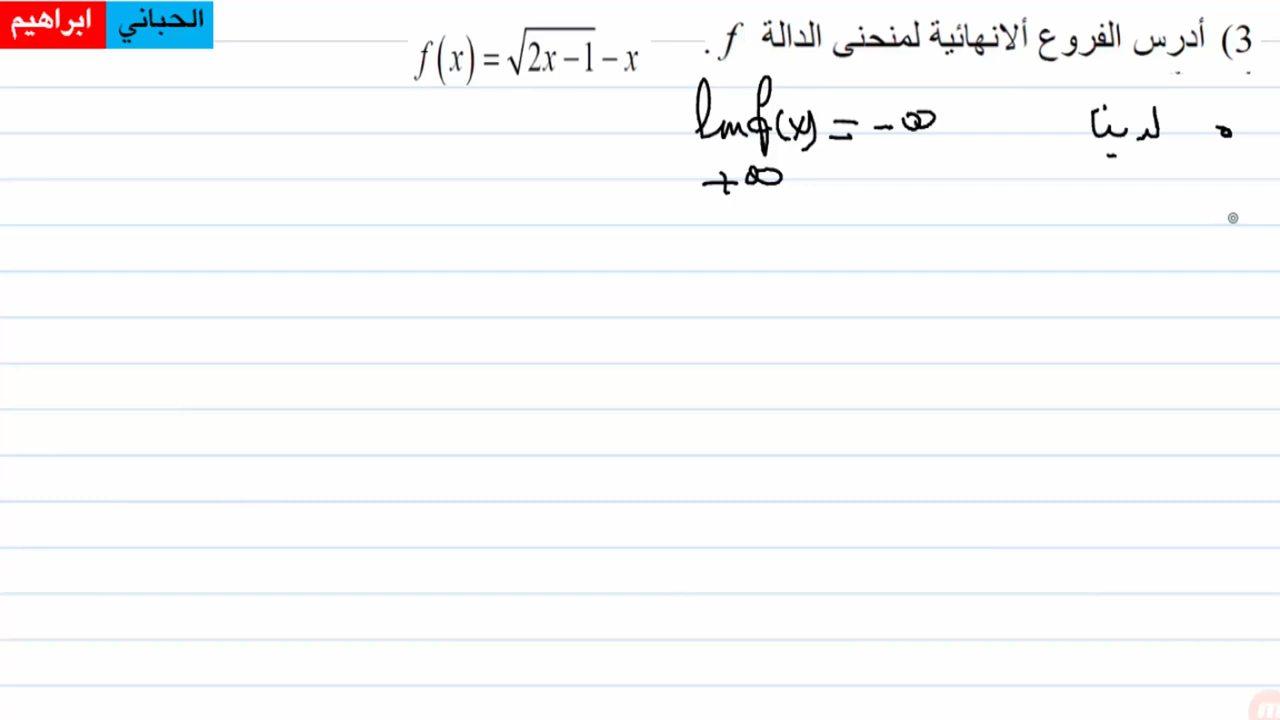 الحباني ابراهيم
3) أدرس الفروع ألانهائية لمنحنى الدالة f . f(x) = √(2x−1) − x
لدينا lim f(x) = −∞
+∞